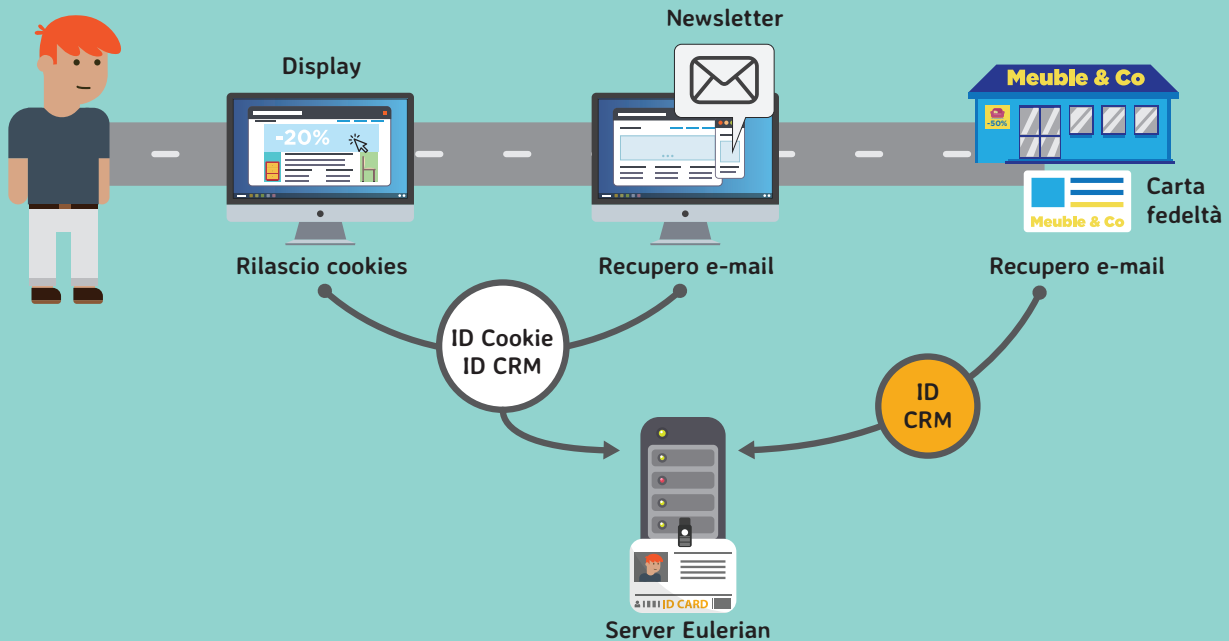 Newsletter
Display
Meuble & Co
-20%
-50%
Carta
fedeltà
Meuble & Co
Rilascio cookies
Recupero e-mail
Recupero e-mail
ID Cookie
ID CRM
ID
CRM
ID CARD
Server Eulerian